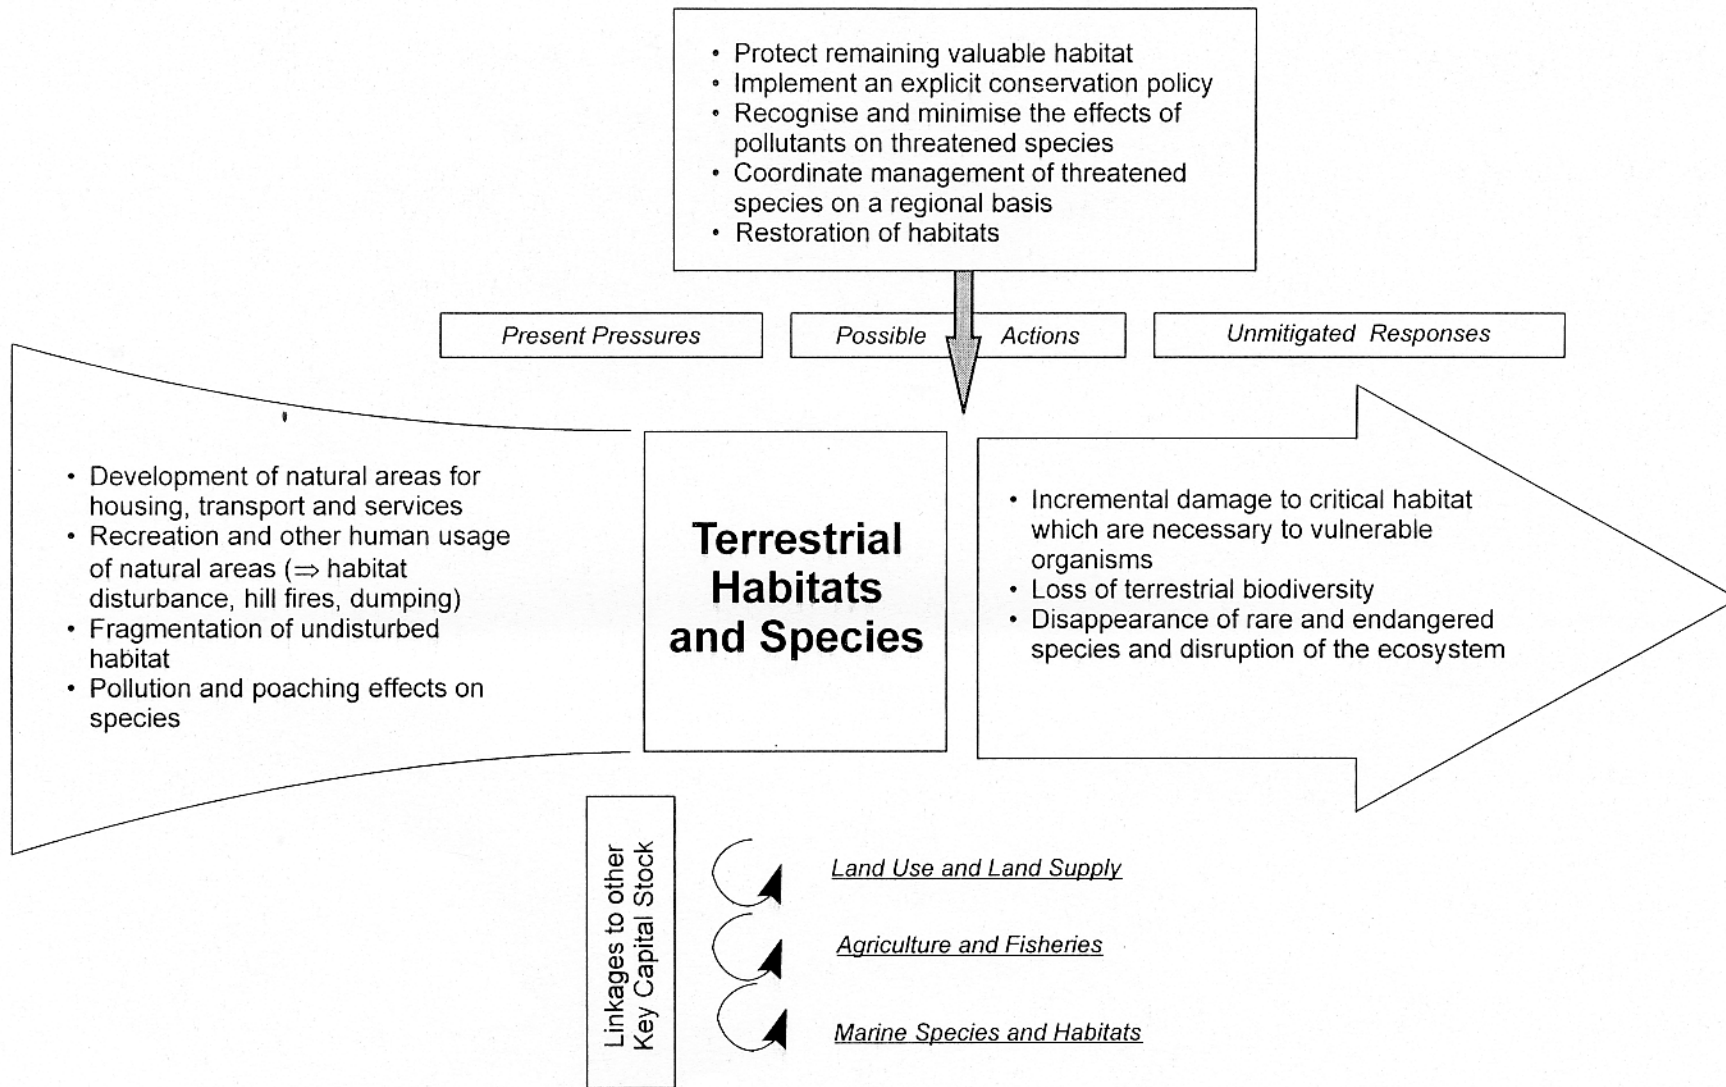 • Protect remaining valuable habitat
• Implement an explicit conservation policy
• Recognise and minimise the effects of
pollutants on threatened species
• Coordinate management of threatened
species on a regional basis
• Restoration of habitats
Present Pressures
Possible Actions
Unmitigated Responses
• Development of natural areas for
housing, transport and services
• Recreation and other human usage
of natural areas (⇒ habitat
disturbance, hill fires, dumping)
• Fragmentation of undisturbed
habitat
• Pollution and poaching effects on
species
Terrestrial
Habitats
and Species
• Incremental damage to critical habitat
which are necessary to vulnerable
organisms
• Loss of terrestrial biodiversity
• Disappearance of rare and endangered
species and disruption of the ecosystem
Linkages to other
Key Capital Stock
Land Use and Land Supply
Agriculture and Fisheries
Marine Species and Habitats